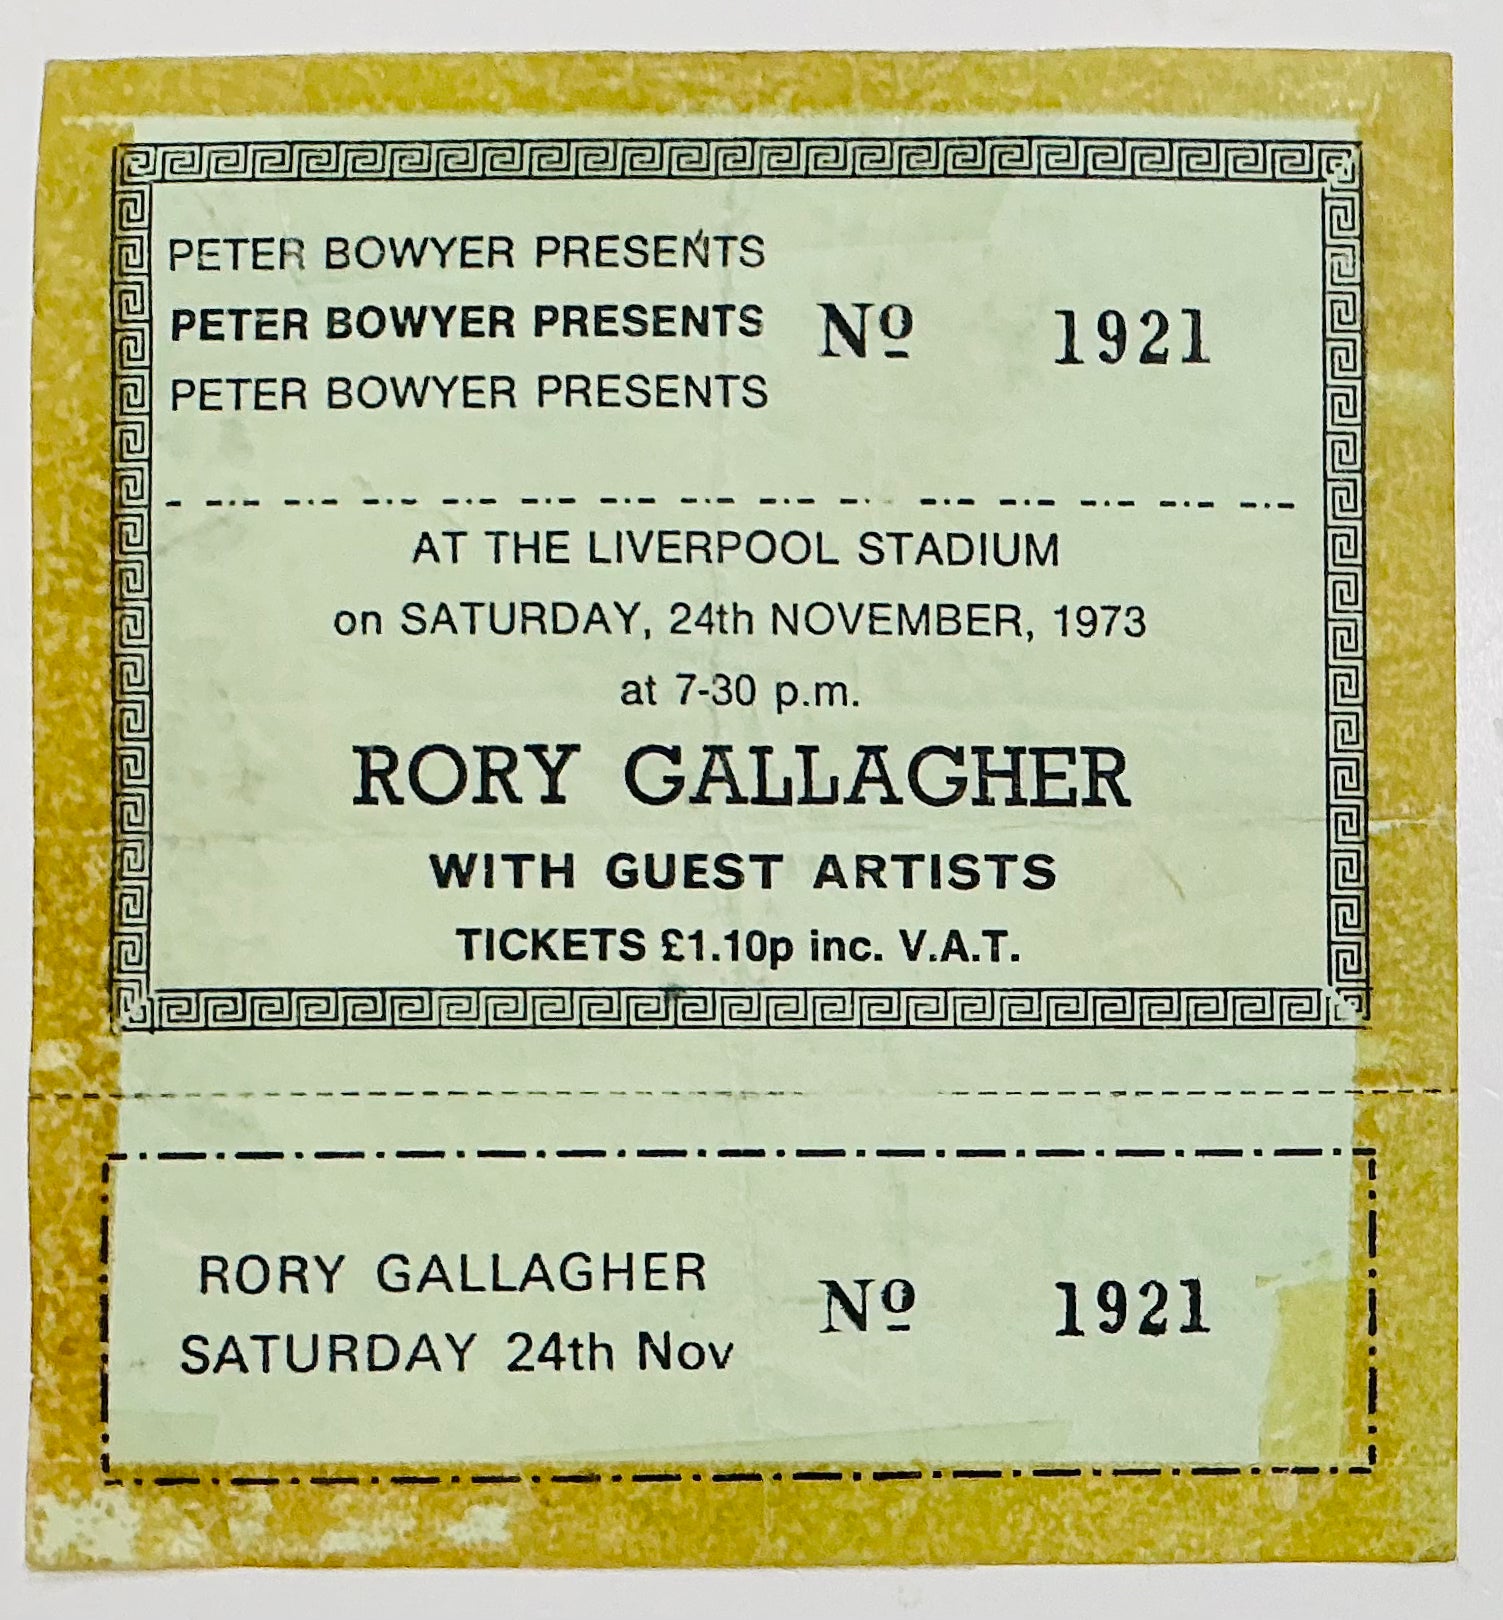 PETER BOWYER PRESENTS
PETER BOWYER PRESENTS Nº 1921
PETER BOWYER PRESENTS
AT THE LIVERPOOL STADIUM
on SATURDAY, 24th NOVEMBER, 1973
at 7-30 p.m.
RORY GALLAGHER
WITH GUEST ARTISTS
TICKETS £1.10p inc. V.A.T.
RORY GALLAGHER
Nº 1921
SATURDAY 24th Nov